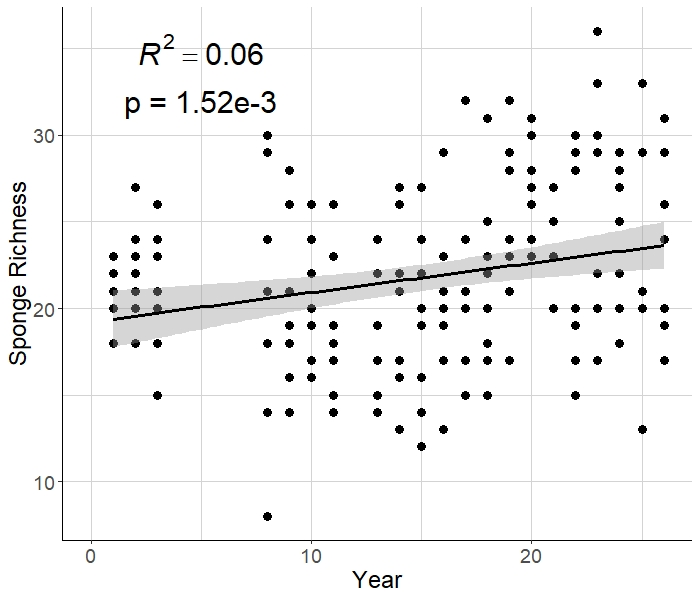 R² = 0.06
p = 1.52e-3
30
20
10
Sponge Richness
0 10 20
Year